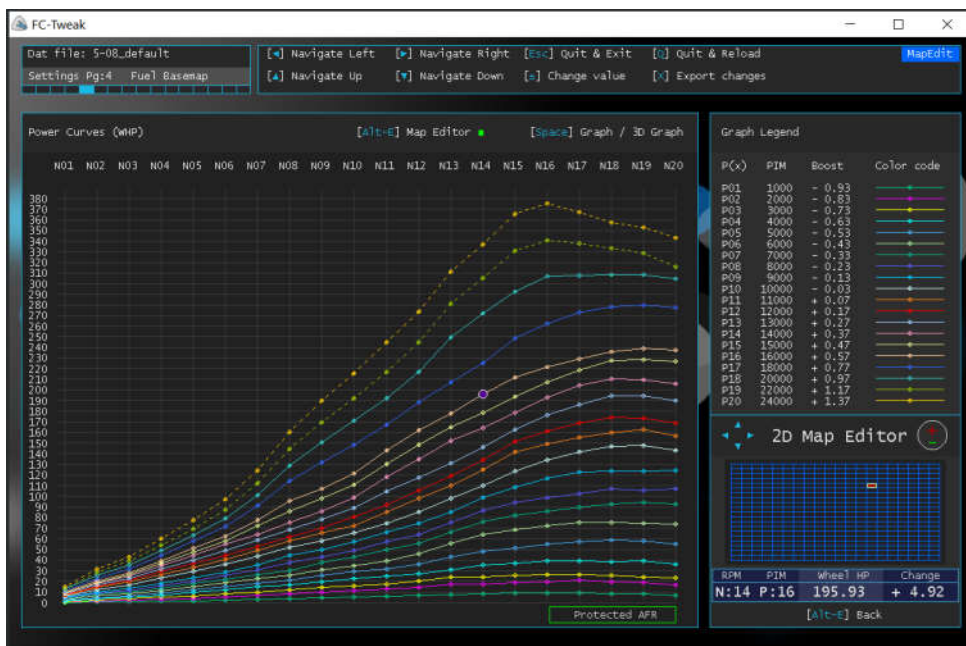 FC-Tweak
Dat file: 5-08_default
Settings Pg:4 Fuel Basemap
[◄] Navigate Left [►] Navigate Right [Esc] Quit & Exit [Q] Quit & Reload
[▲] Navigate Up [▼] Navigate Down [±] Change value [X] Export changes
MapEdit
Power Curves (WHP) [Alt-E] Map Editor [Space] Graph / 3D Graph
N01 N02 N03 N04 N05 N06 N07 N08 N09 N10 N11 N12 N13 N14 N15 N16 N17 N18 N19 N20
380
370
360
350
340
330
320
310
300
290
280
270
260
250
240
230
220
210
200
190
180
170
160
150
140
130
120
110
100
90
80
70
60
50
40
30
20
10
0
Protected AFR
Graph Legend
P(x) PIM Boost Color code
P01 1000 - 0.93
P02 2000 - 0.83
P03 3000 - 0.73
P04 4000 - 0.63
P05 5000 - 0.53
P06 6000 - 0.43
P07 7000 - 0.33
P08 8000 - 0.23
P09 9000 - 0.13
P10 10000 - 0.03
P11 11000 + 0.07
P12 12000 + 0.17
P13 13000 + 0.27
P14 14000 + 0.37
P15 15000 + 0.47
P16 16000 + 0.57
P17 18000 + 0.77
P18 20000 + 0.97
P19 22000 + 1.17
P20 24000 + 1.37
2D Map Editor
RPM PIM Wheel HP Change
N:14 P:16 195.93 + 4.92
[Alt-E] Back